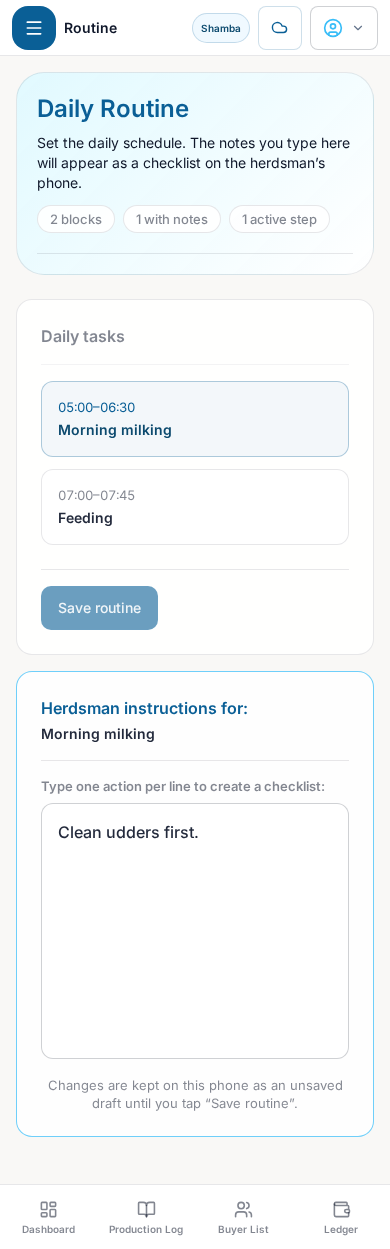 Routine
Shamba
Daily Routine
Set the daily schedule. The notes you type here
will appear as a checklist on the herdsman’s
phone.
2 blocks
1 with notes
1 active step
Daily tasks
05:00–06:30
Morning milking
07:00–07:45
Feeding
Save routine
Herdsman instructions for:
Morning milking
Type one action per line to create a checklist:
Clean udders first.
Changes are kept on this phone as an unsaved
draft until you tap “Save routine”.
Dashboard
Production Log
Buyer List
Ledger